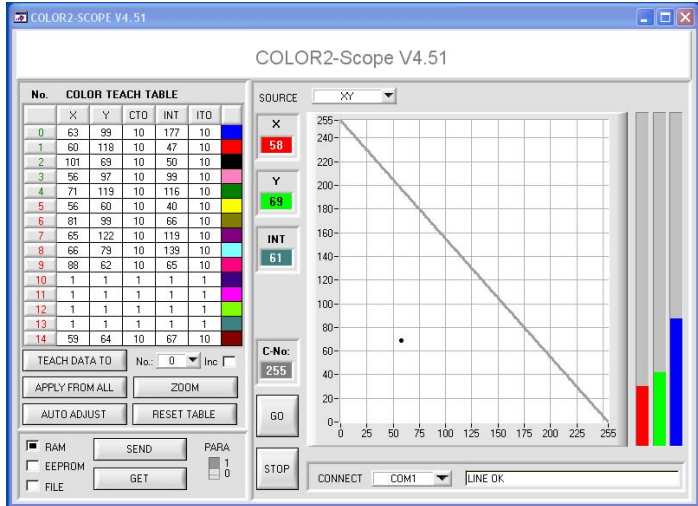 COLOR2-SCOPE V4.51
COLOR2-Scope V4.51
No. COLOR TEACH TABLE
X Y CTO INT ITO
0 63 99 10 177 10
1 60 118 10 47 10
2 101 69 10 50 10
3 56 97 10 99 10
4 71 119 10 116 10
5 56 60 10 40 10
6 81 99 10 66 10
7 65 122 10 119 10
8 66 79 10 139 10
9 88 62 10 65 10
10 1 1 1 1 1
11 1 1 1 1 1
12 1 1 1 1 1
13 1 1 1 1 1
14 59 64 10 67 10
TEACH DATA TO No.: 0 Inc
APPLY FROM ALL ZOOM
AUTO ADJUST RESET TABLE
RAM SEND PARA
EEPROM 1
FILE GET 0
SOURCE XY
X
58
Y
69
INT
61
C-No:
255
GO
STOP
255
240
220
200
180
160
140
120
100
80
60
40
20
0
0 25 50 75 100 125 150 175 200 225 255
CONNECT COM1 LINE OK